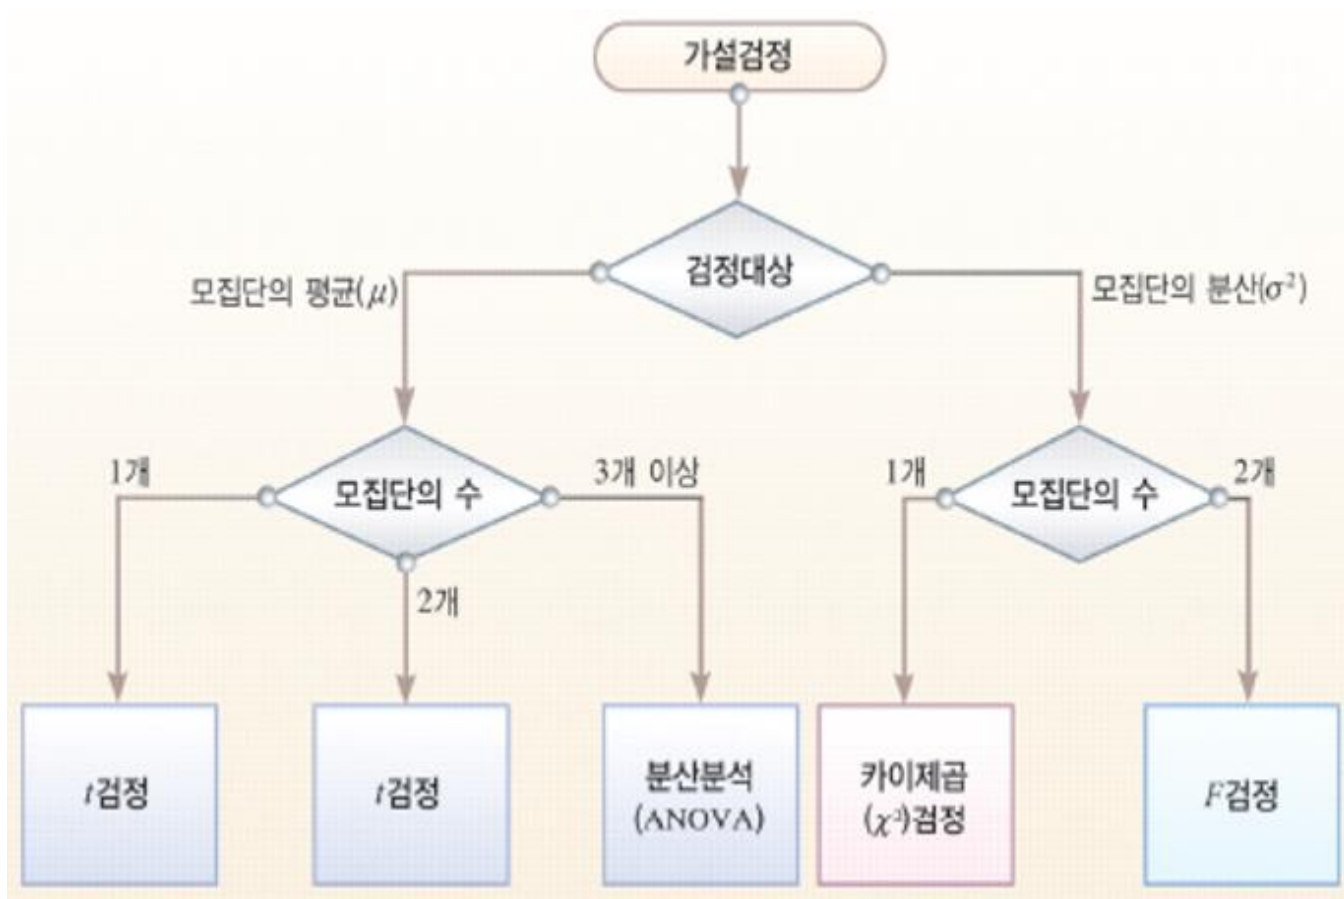 가설검정
검정대상
모집단의 평균(μ)
모집단의 분산(σ²)
1개
모집단의 수
3개 이상
2개
1개
모집단의 수
2개
t검정
t검정
분산분석
(ANOVA)
카이제곱
(χ²)검정
F검정